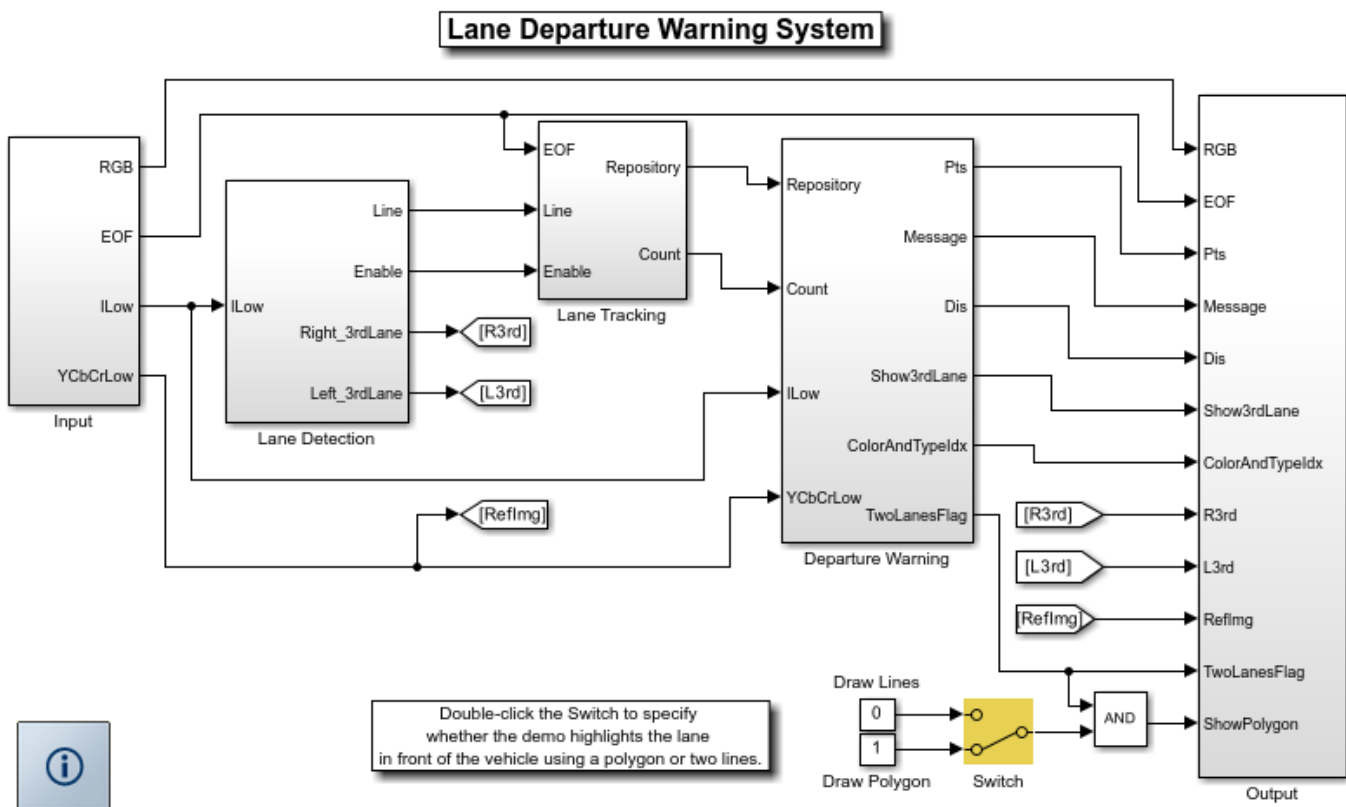 Lane Departure Warning System
RGB
EOF
ILow
YCbCrLow
Input
ILow
Line
Enable
Right_3rdLane
Left_3rdLane
Lane Detection
[R3rd]
[L3rd]
[RefImg]
EOF
Line
Enable
Repository
Count
Lane Tracking
Repository
Count
ILow
YCbCrLow
Pts
Message
Dis
Show3rdLane
ColorAndTypeIdx
TwoLanesFlag
Departure Warning
[R3rd]
[L3rd]
[RefImg]
RGB
EOF
Pts
Message
Dis
Show3rdLane
ColorAndTypeIdx
R3rd
L3rd
RefImg
TwoLanesFlag
ShowPolygon
Output
Draw Lines
0
1
Draw Polygon
Switch
AND
Double-click the Switch to specify
whether the demo highlights the lane
in front of the vehicle using a polygon or two lines.
i